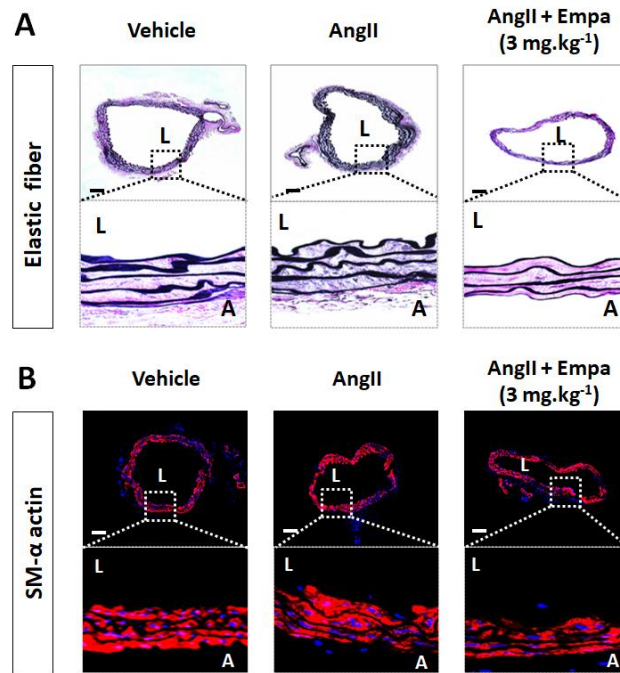 A
Vehicle
AngII
AngII + Empa
(3 mg.kg-1)
Elastic fiber
L
L
L
L
A
L
A
L
A
B
Vehicle
AngII
AngII + Empa
(3 mg.kg-1)
SM-α actin
L
L
L
L
A
L
A
L
A